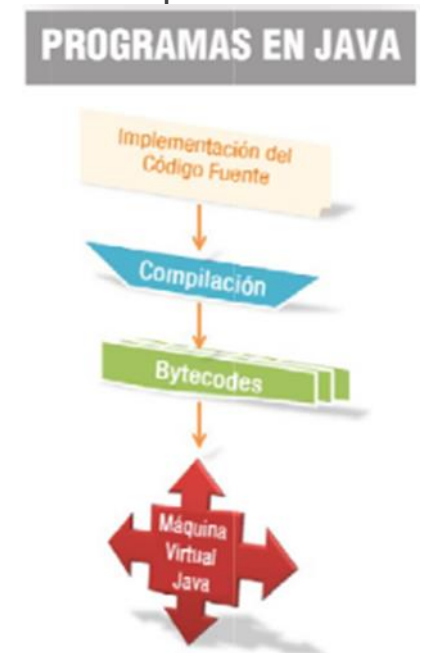 PROGRAMAS EN JAVA
Implementación del
Código Fuente
Compilación
Bytecodes
Máquina
Virtual
Java